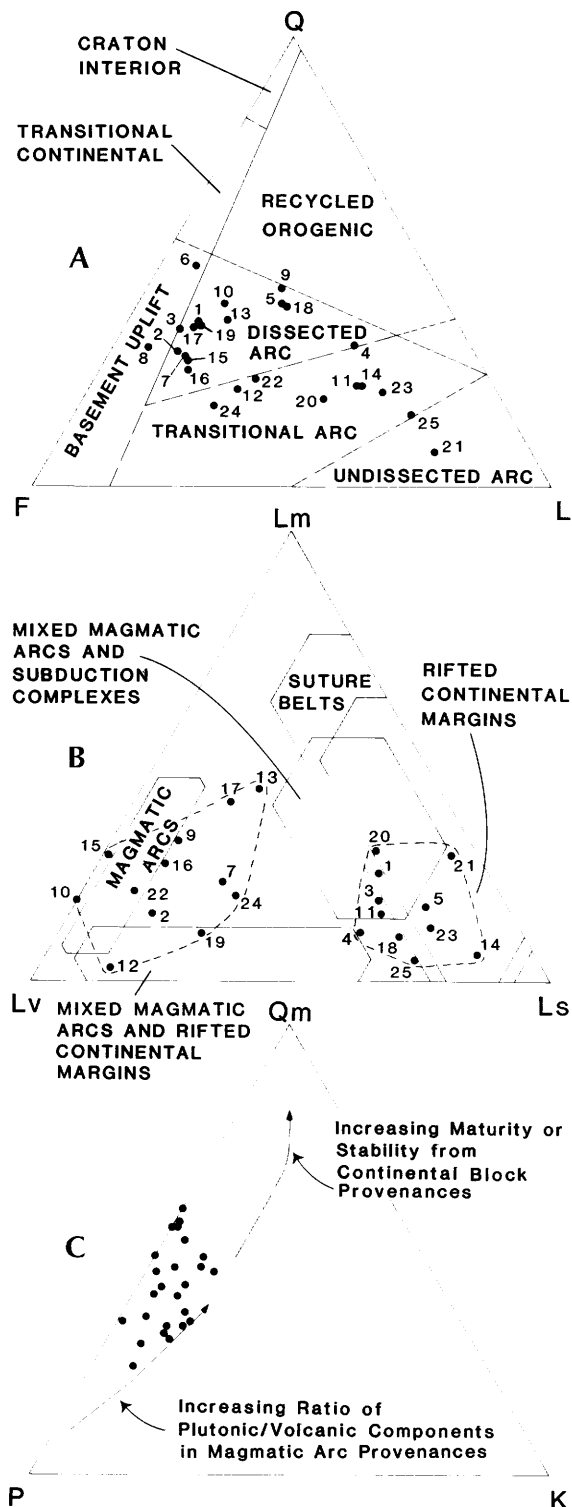 Q
CRATON
INTERIOR
TRANSITIONAL
CONTINENTAL
RECYCLED
OROGENIC
A
6
9
10
5
18
BASEMENT UPLIFT
3
1
13
17
19
DISSECTED
ARC
2
8
15
4
7
16
22
12
11
14
23
24
20
25
TRANSITIONAL ARC
21
UNDISSECTED ARC
F
L
Lm
MIXED MAGMATIC
ARCS AND
SUBDUCTION
COMPLEXES
SUTURE
BELTS
RIFTED
CONTINENTAL
MARGINS
B
17
13
MAGMATIC
ARCS
15
9
16
20
21
1
10
22
7
3
5
2
24
11
19
4
18
23
14
12
25
Lv
Ls
MIXED MAGMATIC
ARCS AND RIFTED
CONTINENTAL
MARGINS
Qm
Increasing Maturity or
Stability from
Continental Block
Provenances
C
Increasing Ratio of
Plutonic/Volcanic Components
in Magmatic Arc Provenances
P
K